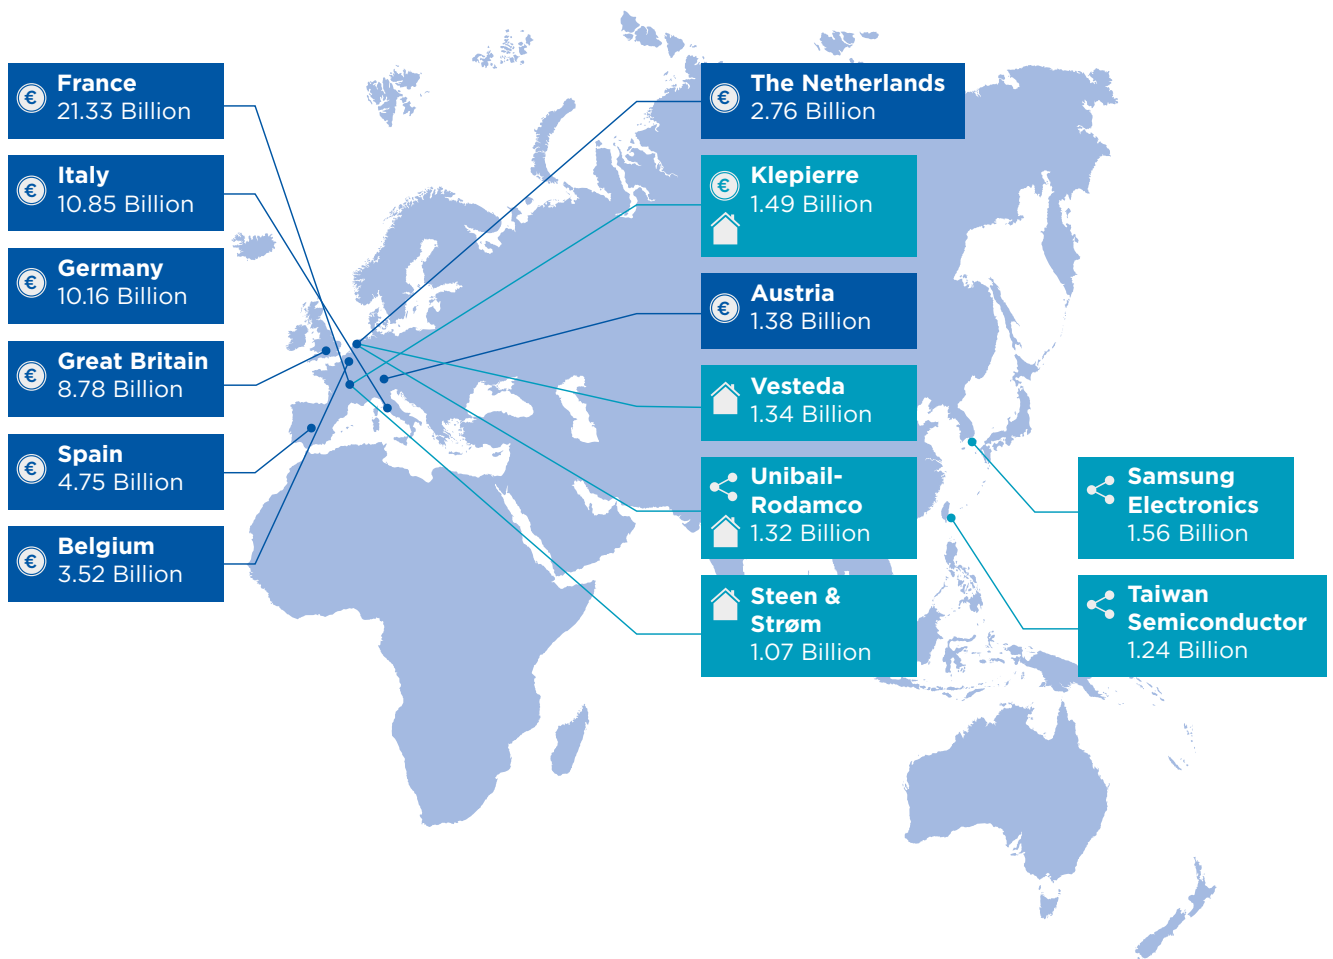 France
21.33 Billion
Italy
10.85 Billion
Germany
10.16 Billion
Great Britain
8.78 Billion
Spain
4.75 Billion
Belgium
3.52 Billion
The Netherlands
2.76 Billion
Klepierre
1.49 Billion
Austria
1.38 Billion
Vesteda
1.34 Billion
Unibail-
Rodamco
1.32 Billion
Steen &
Strøm
1.07 Billion
Samsung
Electronics
1.56 Billion
Taiwan
Semiconductor
1.24 Billion